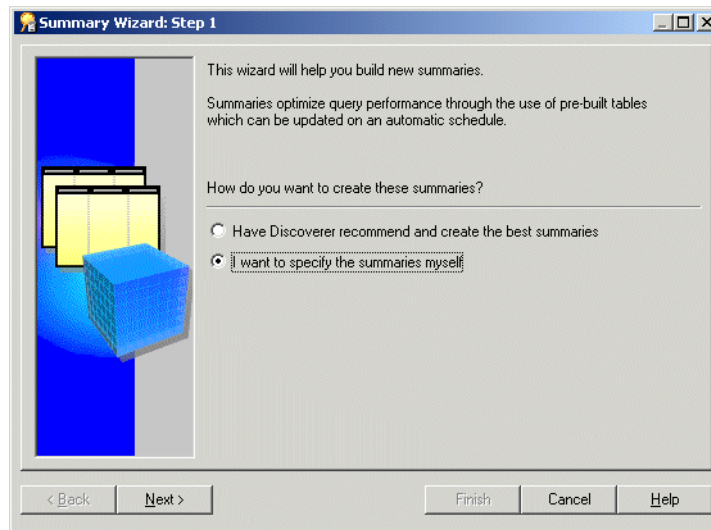 Summary Wizard: Step 1
This wizard will help you build new summaries.
Summaries optimize query performance through the use of pre-built tables
which can be updated on an automatic schedule.
How do you want to create these summaries?
Have Discoverer recommend and create the best summaries
I want to specify the summaries myself
< Back
Next >
Finish
Cancel
Help